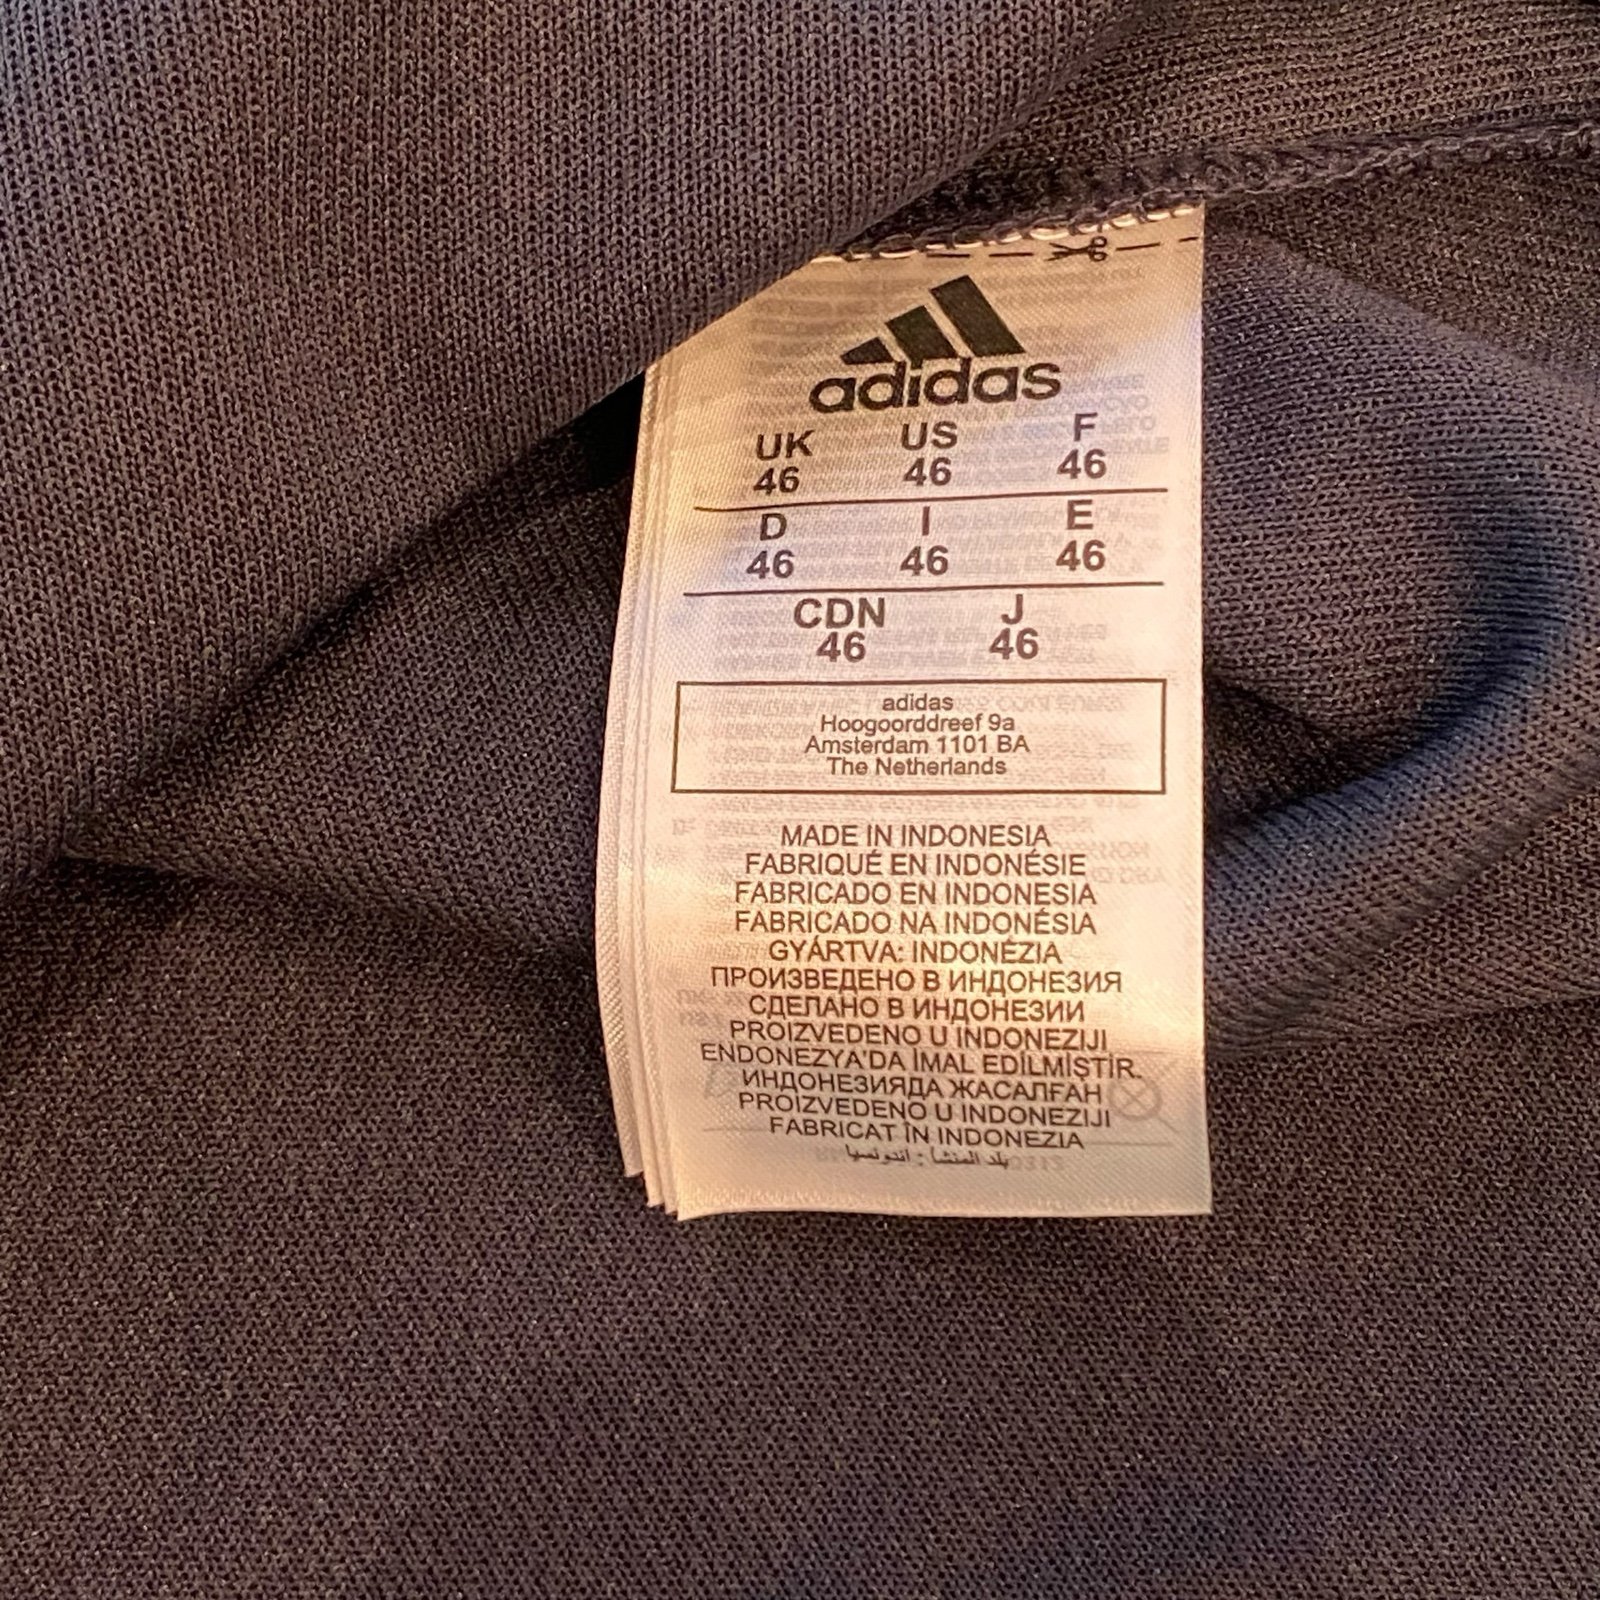 adidas
UK US F
46 46 46
D I E
46 46 46
CDN J
46 46
adidas
Hoogoorddreef 9a
Amsterdam 1101 BA
The Netherlands
MADE IN INDONESIA
FABRIQUÉ EN INDONÉSIE
FABRICADO EN INDONESIA
FABRICADO NA INDONÉSIA
GYÁRTVA: INDONÉZIA
ПРОИЗВЕДЕНО В ИНДОНЕЗИЯ
СДЕЛАНО В ИНДОНЕЗИИ
PROIZVEDENO U INDONEZIJI
ENDONEZYA'DA İMAL EDİLMİŞTİR.
ИНДОНЕЗИЯДА ЖАСАЛҒАН
PROIZVEDENO U INDONEZIJI
FABRICAT ÎN INDONEZIA
بلد المنشأ : اندونسيا